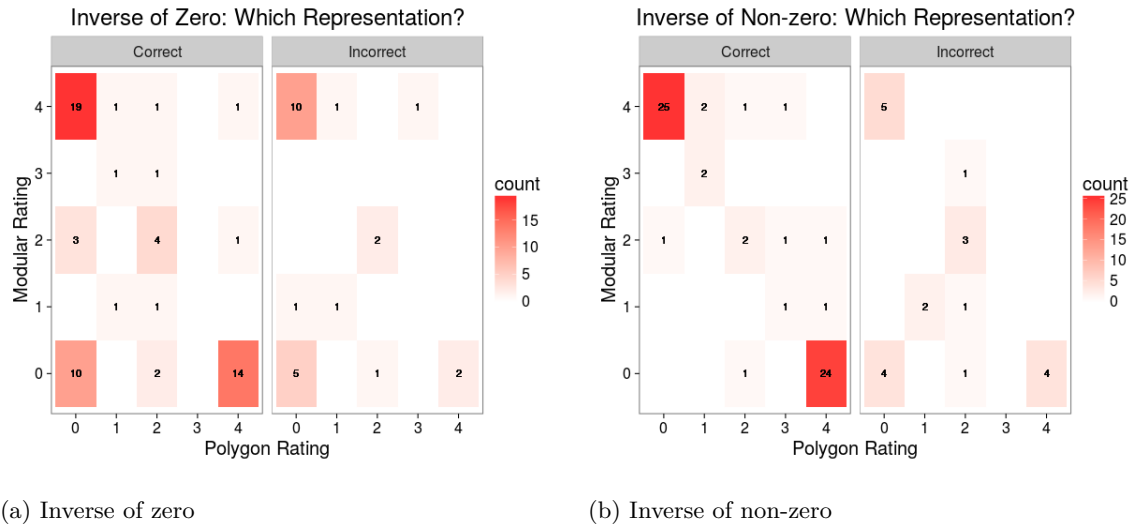 Inverse of Zero: Which Representation?
Correct
Incorrect
4
3
2
1
0
Modular Rating
19 1 1 1
10 1 1
1 1
3 4 1
2
1 1
1 1
10 2 14
5 1 2
0 1 2 3 4
0 1 2 3 4
Polygon Rating
count
15
10
5
0
(a) Inverse of zero
Inverse of Non-zero: Which Representation?
Correct
Incorrect
4
3
2
1
0
Modular Rating
25 2 1 1
5
2
1
1 2 1 1
3
1 1
2 1
1 24
4 1 4
0 1 2 3 4
0 1 2 3 4
Polygon Rating
count
25
20
15
10
5
0
(b) Inverse of non-zero